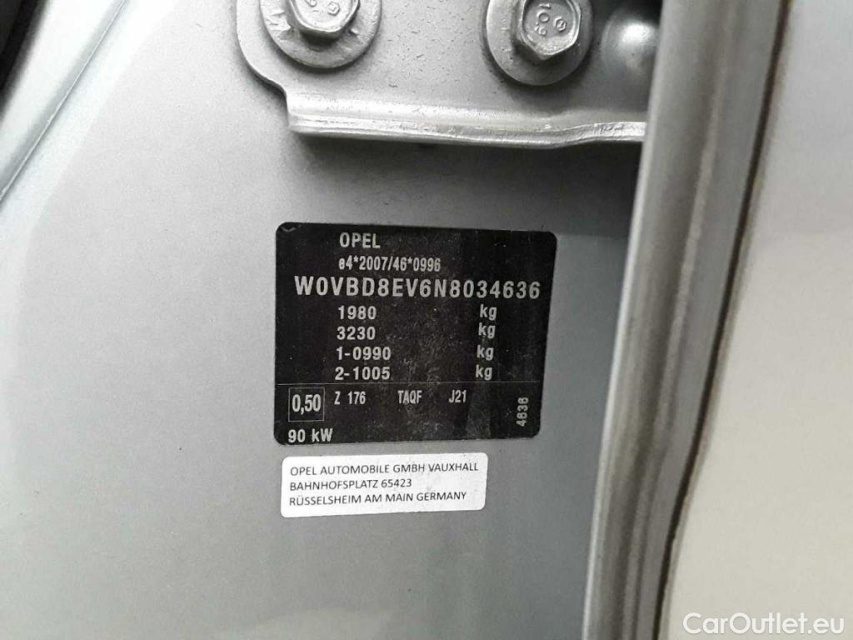 OPEL
e4*2007/46*0996
W0VBD8EV6N8034636
1980 kg
3230 kg
1-0990 kg
2-1005 kg
0,50 Z 176 TAQF J21
4636
90 kW
OPEL AUTOMOBILE GMBH VAUXHALL
BAHNHOFSPLATZ 65423
RÜSSELSHEIM AM MAIN GERMANY
CarOutlet.eu